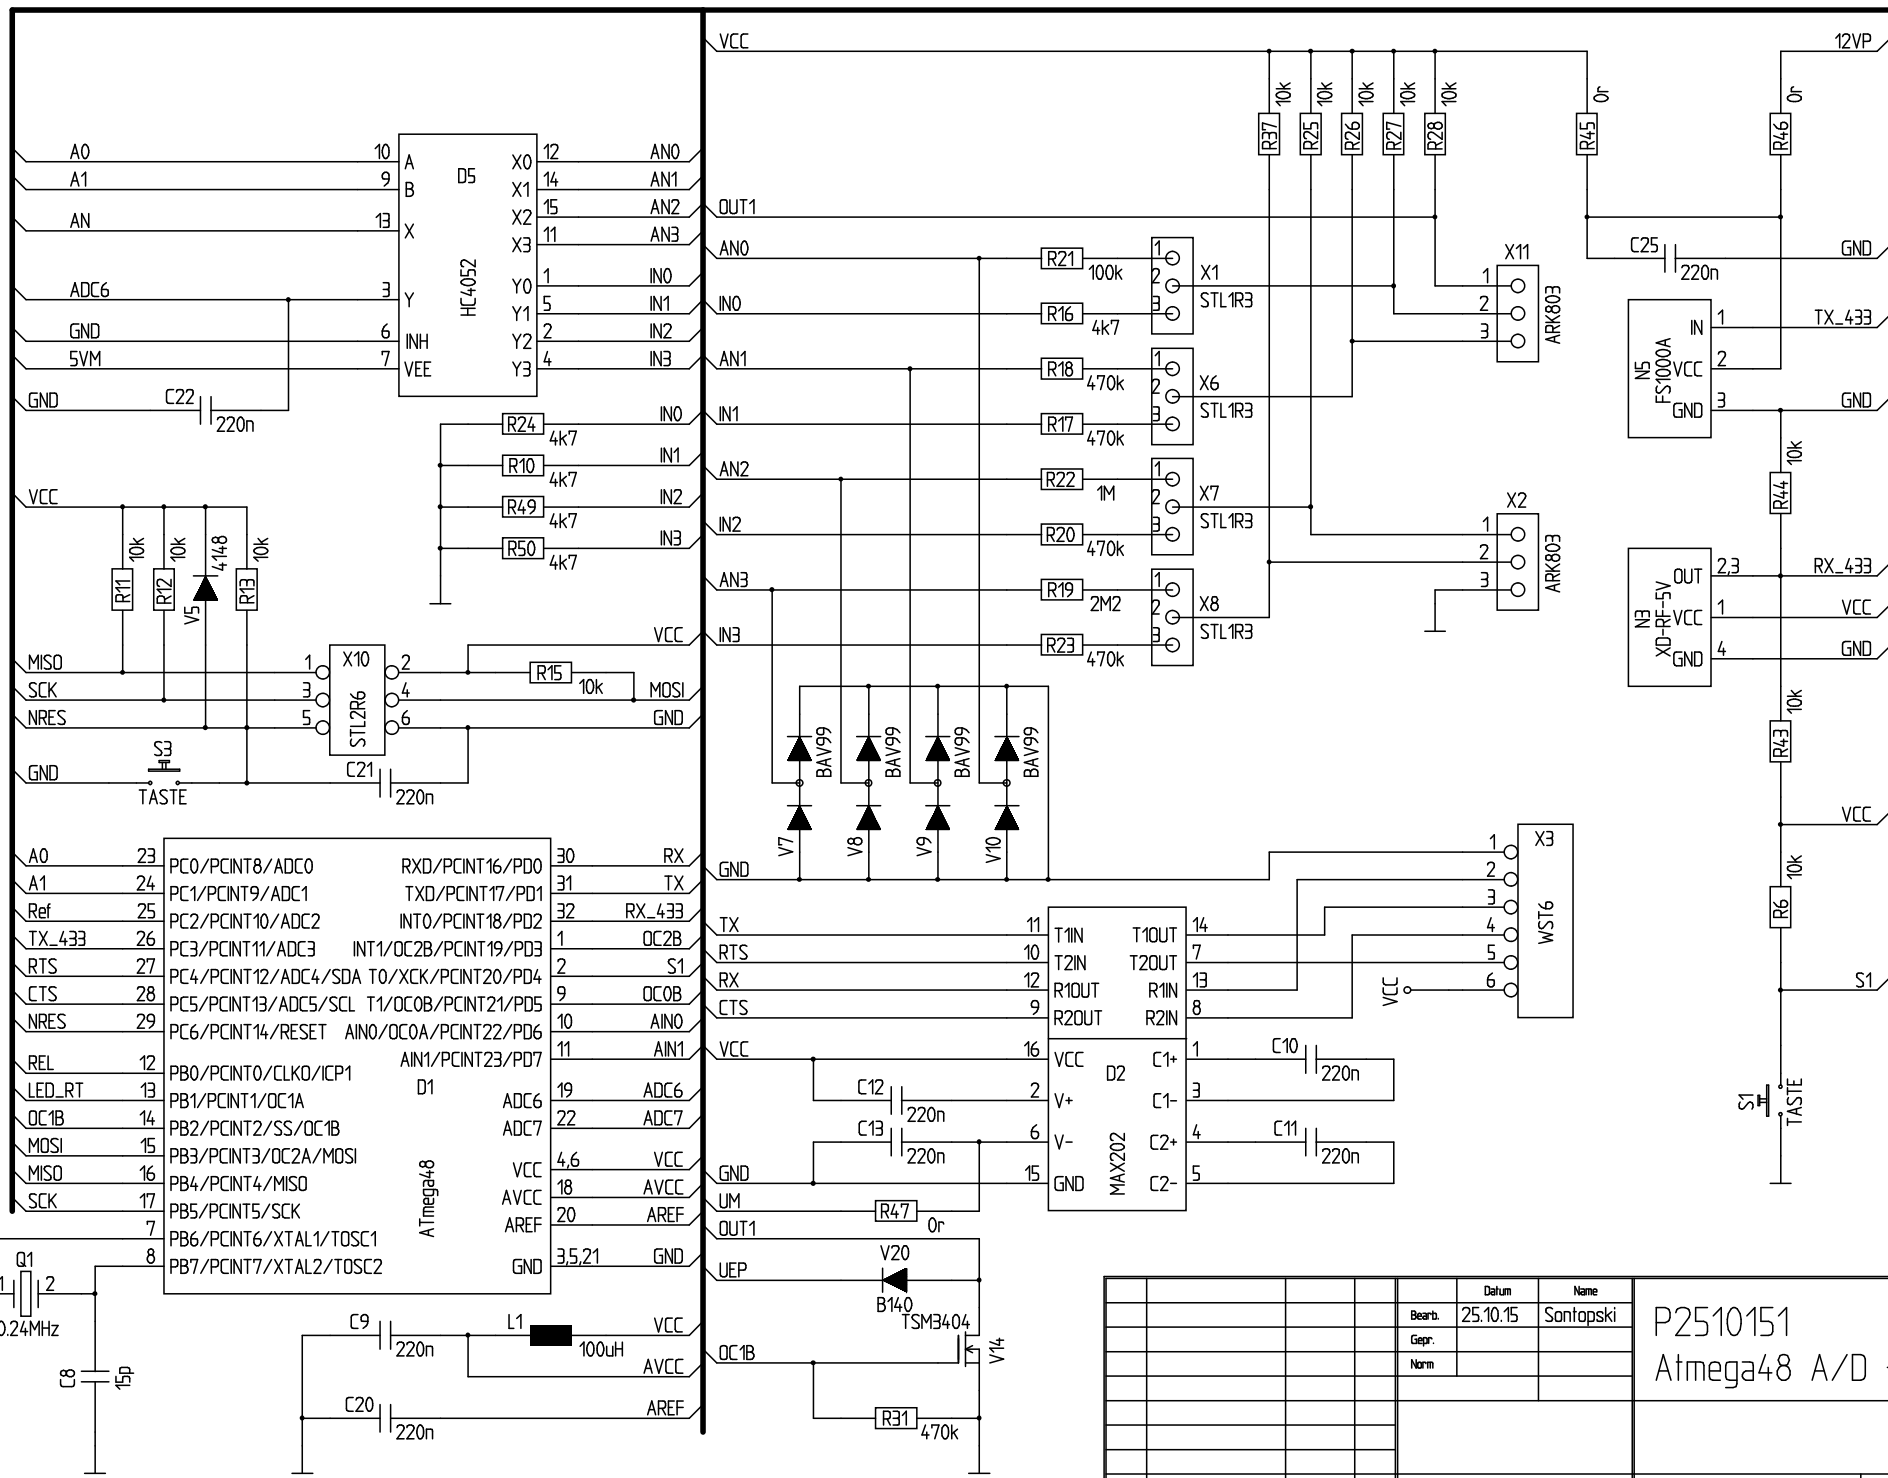 VCC
12VP
10k
10k
10k
10k
10k
0r
0r
R37
R25
R26
R27
R28
R45
R46
A0 10 A X0 12 AN0
A1 9 B D5 X1 14 AN1
X2 15 AN2 OUT1
AN 13 X X3 11 AN3
AN0 R21 100k 1 2 3 X1 STL1R3
HC4052 Y0 1 IN0
ADC6 3 Y Y1 5 IN1
GND 6 INH Y2 2 IN2
5VM 7 VEE Y3 4 IN3
GND C22 220n
IN0 R16 4k7
AN1 R18 470k 1 2 3 X6 STL1R3
IN1 R17 470k
AN2 R22 1M 1 2 3 X7 STL1R3
IN2 R20 470k
AN3 R19 2M2 1 2 3 X8 STL1R3
IN3 R23 470k
X11 1 2 3 ARK803
X2 1 2 3 ARK803
C25 220n GND
N5 FS1000A IN 1 TX_433
VCC 2
GND 3 GND
R44 10k
N3 XD-RF-5V OUT 2,3 RX_433
VCC 1 VCC
GND 4 GND
R43 10k
VCC
R6 10k
S1
S1 TASTE
R24 4k7 IN0
R10 4k7 IN1
R49 4k7 IN2
R50 4k7 IN3
VCC
R11 10k
R12 10k
V5 4148
R13 10k
MISO 1 X10 2 VCC
R15 10k
SCK 3 4 MOSI
NRES 5 STL2R6 6 GND
S3
GND TASTE C21 220n
BAV99 BAV99 BAV99 BAV99
V7 V8 V9 V10
GND
A0 23 PC0/PCINT8/ADC0 RXD/PCINT16/PD0 30 RX
A1 24 PC1/PCINT9/ADC1 TXD/PCINT17/PD1 31 TX
Ref 25 PC2/PCINT10/ADC2 INT0/PCINT18/PD2 32 RX_433
TX_433 26 PC3/PCINT11/ADC3 INT1/OC2B/PCINT19/PD3 1 OC2B
RTS 27 PC4/PCINT12/ADC4/SDA T0/XCK/PCINT20/PD4 2 S1
CTS 28 PC5/PCINT13/ADC5/SCL T1/OC0B/PCINT21/PD5 9 OC0B
NRES 29 PC6/PCINT14/RESET AIN0/OC0A/PCINT22/PD6 10 AIN0
AIN1/PCINT23/PD7 11 AIN1
REL 12 PB0/PCINT0/CLKO/ICP1
LED_RT 13 PB1/PCINT1/OC1A D1 ADC6 19 ADC6
OC1B 14 PB2/PCINT2/SS/OC1B ADC7 22 ADC7
MOSI 15 PB3/PCINT3/OC2A/MOSI
MISO 16 PB4/PCINT4/MISO ATmega48 VCC 4,6 VCC
SCK 17 PB5/PCINT5/SCK AVCC 18 AVCC
AREF 20 AREF
7 PB6/PCINT6/XTAL1/TOSC1
8 PB7/PCINT7/XTAL2/TOSC2 GND 3,5,21 GND
1 Q1 2
0.24MHz
C8 15p
C9 220n L1 100uH VCC
AVCC
C20 220n AREF
TX 11 T1IN T1OUT 14
RTS 10 T2IN T2OUT 7
RX 12 R1OUT R1IN 13
CTS 9 R2OUT R2IN 8
VCC 16 VCC D2 C1+ 1 C10 220n
C12 220n 2 V+ C1- 3
C13 220n 6 V- MAX202 C2+ 4 C11 220n
GND 15 GND C2- 5
X3 WST6 1 2 3 4 5 6
VCC
UM R47 0r
OUT1
UEP V20 B140
TSM3404
OC1B V14
R31 470k
Datum Name
Bearb. 25.10.15 Sontopski
Gepr.
Norm
P2510151
Atmega48 A/D